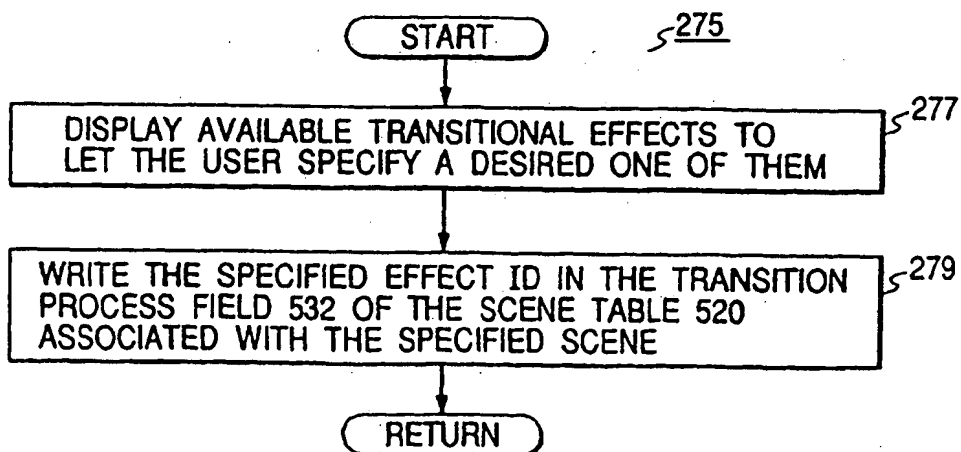 START
275
DISPLAY AVAILABLE TRANSITIONAL EFFECTS TO
LET THE USER SPECIFY A DESIRED ONE OF THEM
277
WRITE THE SPECIFIED EFFECT ID IN THE TRANSITION
PROCESS FIELD 532 OF THE SCENE TABLE 520
ASSOCIATED WITH THE SPECIFIED SCENE
279
RETURN